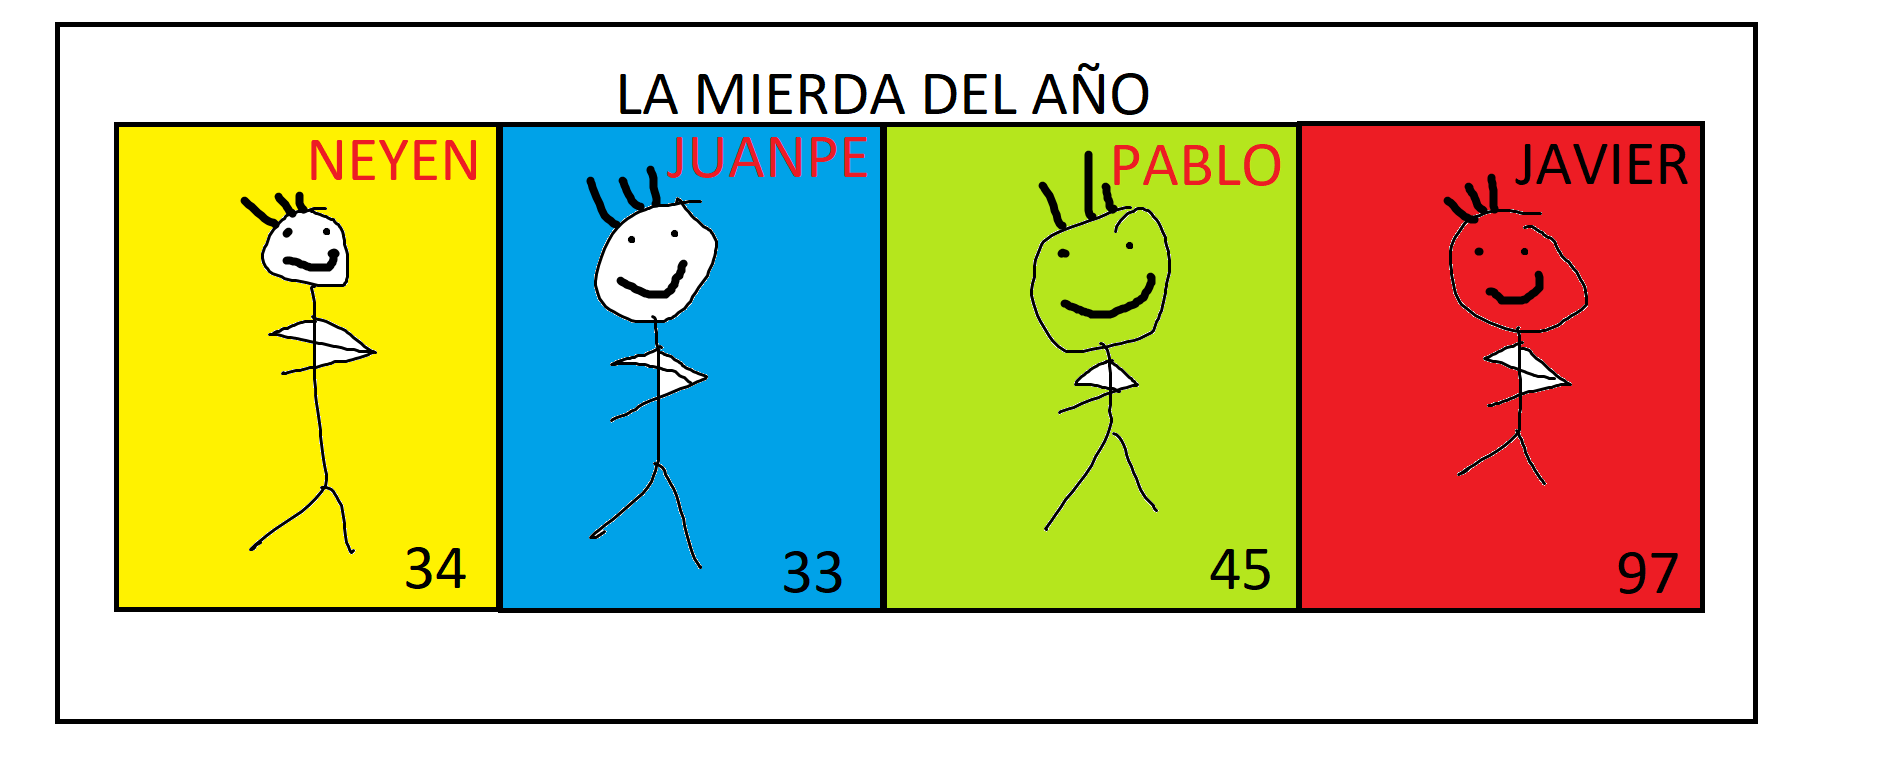 LA MIERDA DEL AÑO
NEYEN
JUANPE
PABLO
JAVIER
34
33
45
97